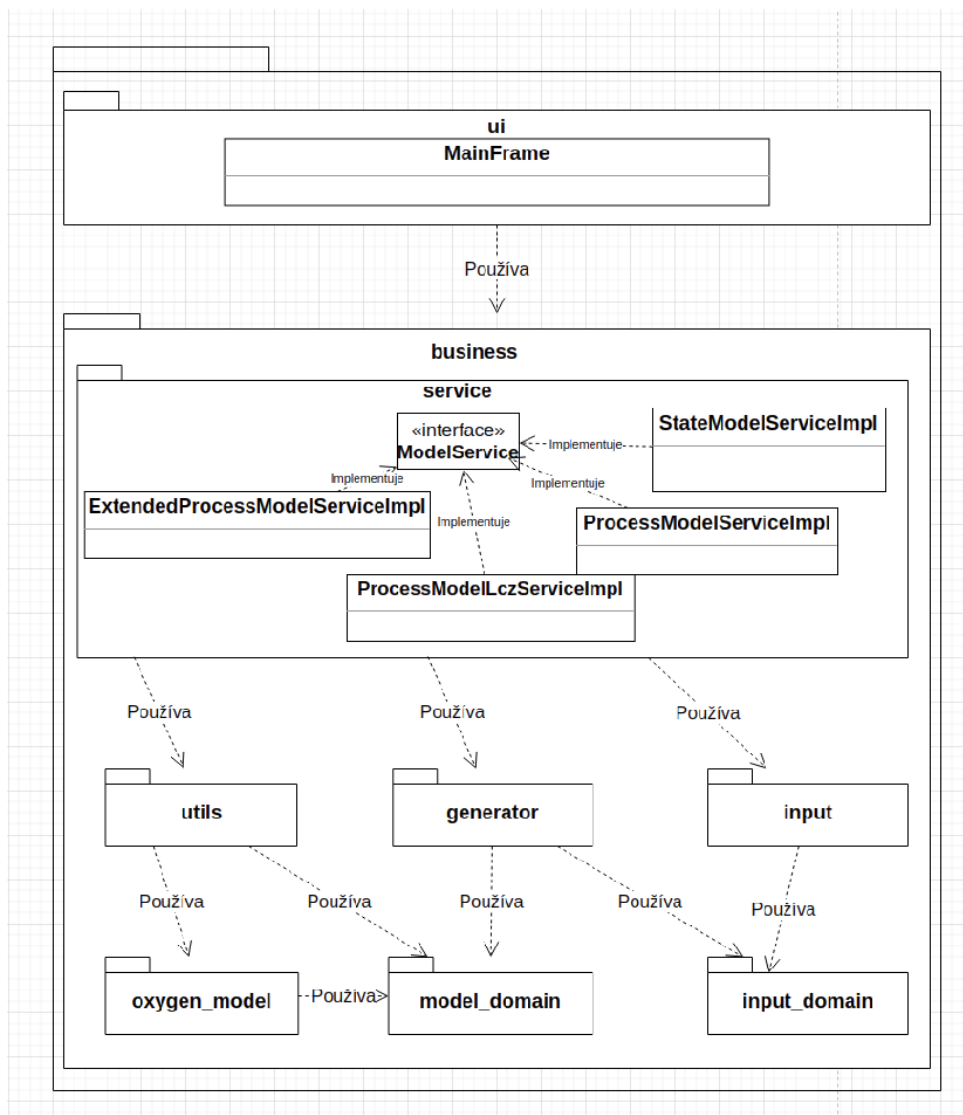 ui
MainFrame
Používa
business
service
«interface»
ModelService
StateModelServiceImpl
Implementuje
Implementuje
Implementuje
ExtendedProcessModelServiceImpl
ProcessModelServiceImpl
Implementuje
ProcessModelLczServiceImpl
Používa
Používa
Používa
utils
generator
input
Používa
Používa
Používa
Používa
Používa
oxygen_model
Používa
model_domain
input_domain